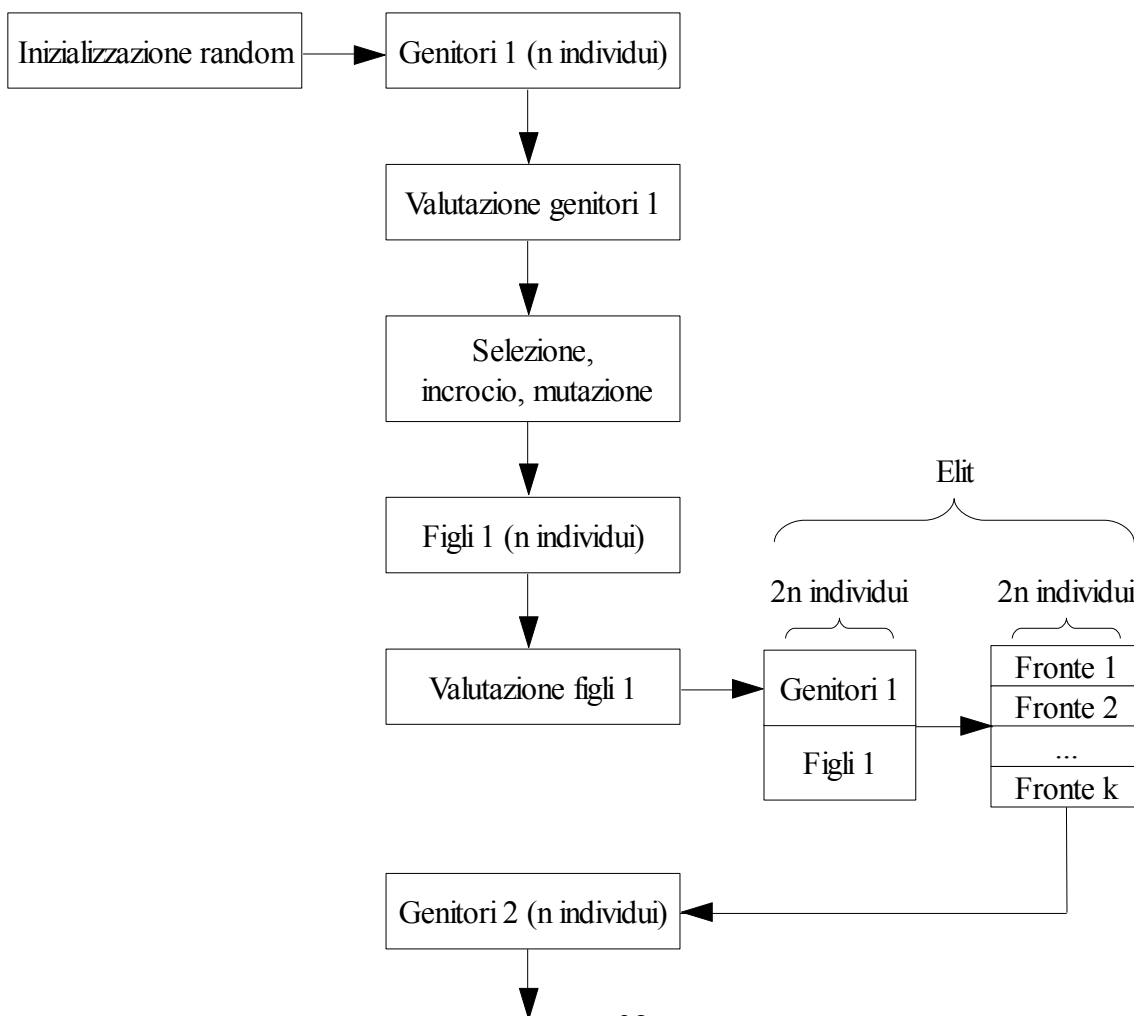 Inizializzazione random
Genitori 1 (n individui)
Valutazione genitori 1
Selezione,
incrocio, mutazione
Figli 1 (n individui)
Valutazione figli 1
Elit
2n individui
2n individui
Genitori 1
Figli 1
Fronte 1
Fronte 2
...
Fronte k
Genitori 2 (n individui)